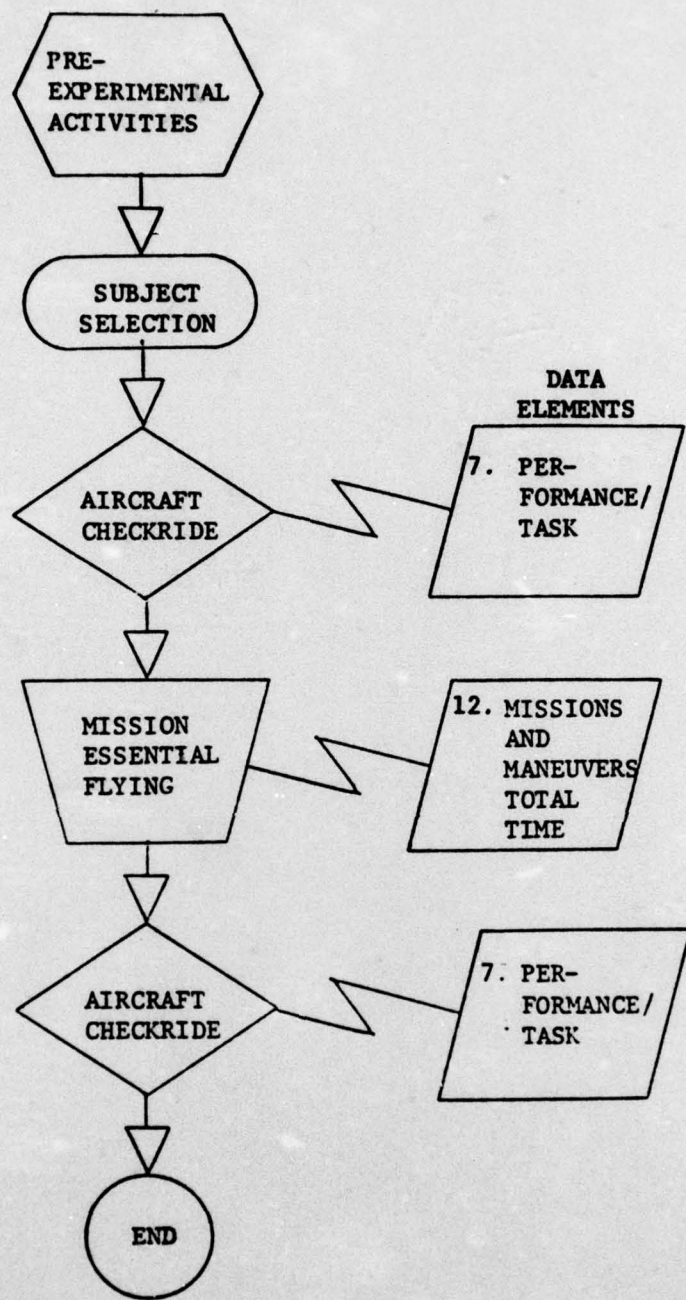 PRE-
EXPERIMENTAL
ACTIVITIES
SUBJECT
SELECTION
DATA
ELEMENTS
AIRCRAFT
CHECKRIDE
7. PER-
FORMANCE/
TASK
MISSION
ESSENTIAL
FLYING
12. MISSIONS
AND
MANEUVERS
TOTAL
TIME
AIRCRAFT
CHECKRIDE
7. PER-
FORMANCE/
TASK
END